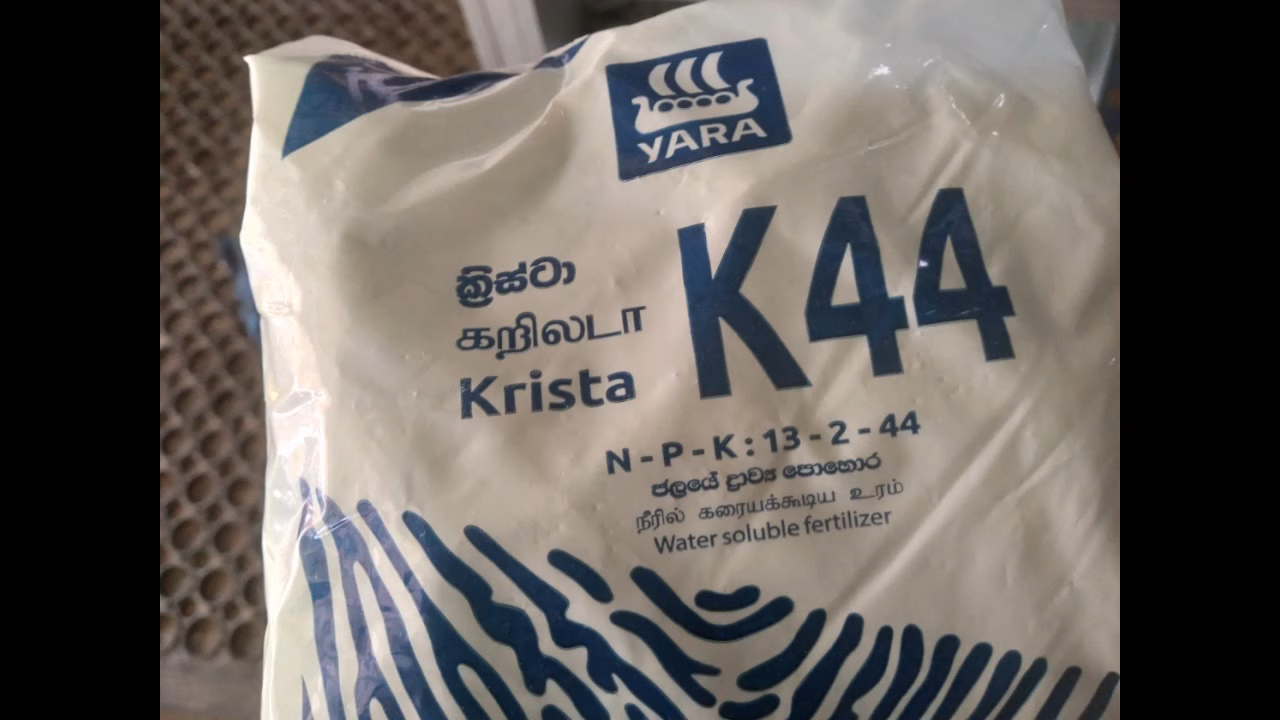 YARA
ක්‍රිස්ටා
கறிலடா
Krista
K44
N - P - K : 13 - 2 - 44
ජලයේ ද්‍රාව්‍ය පොහොර
நீரில் கரையக்கூடிய உரம்
Water soluble fertilizer